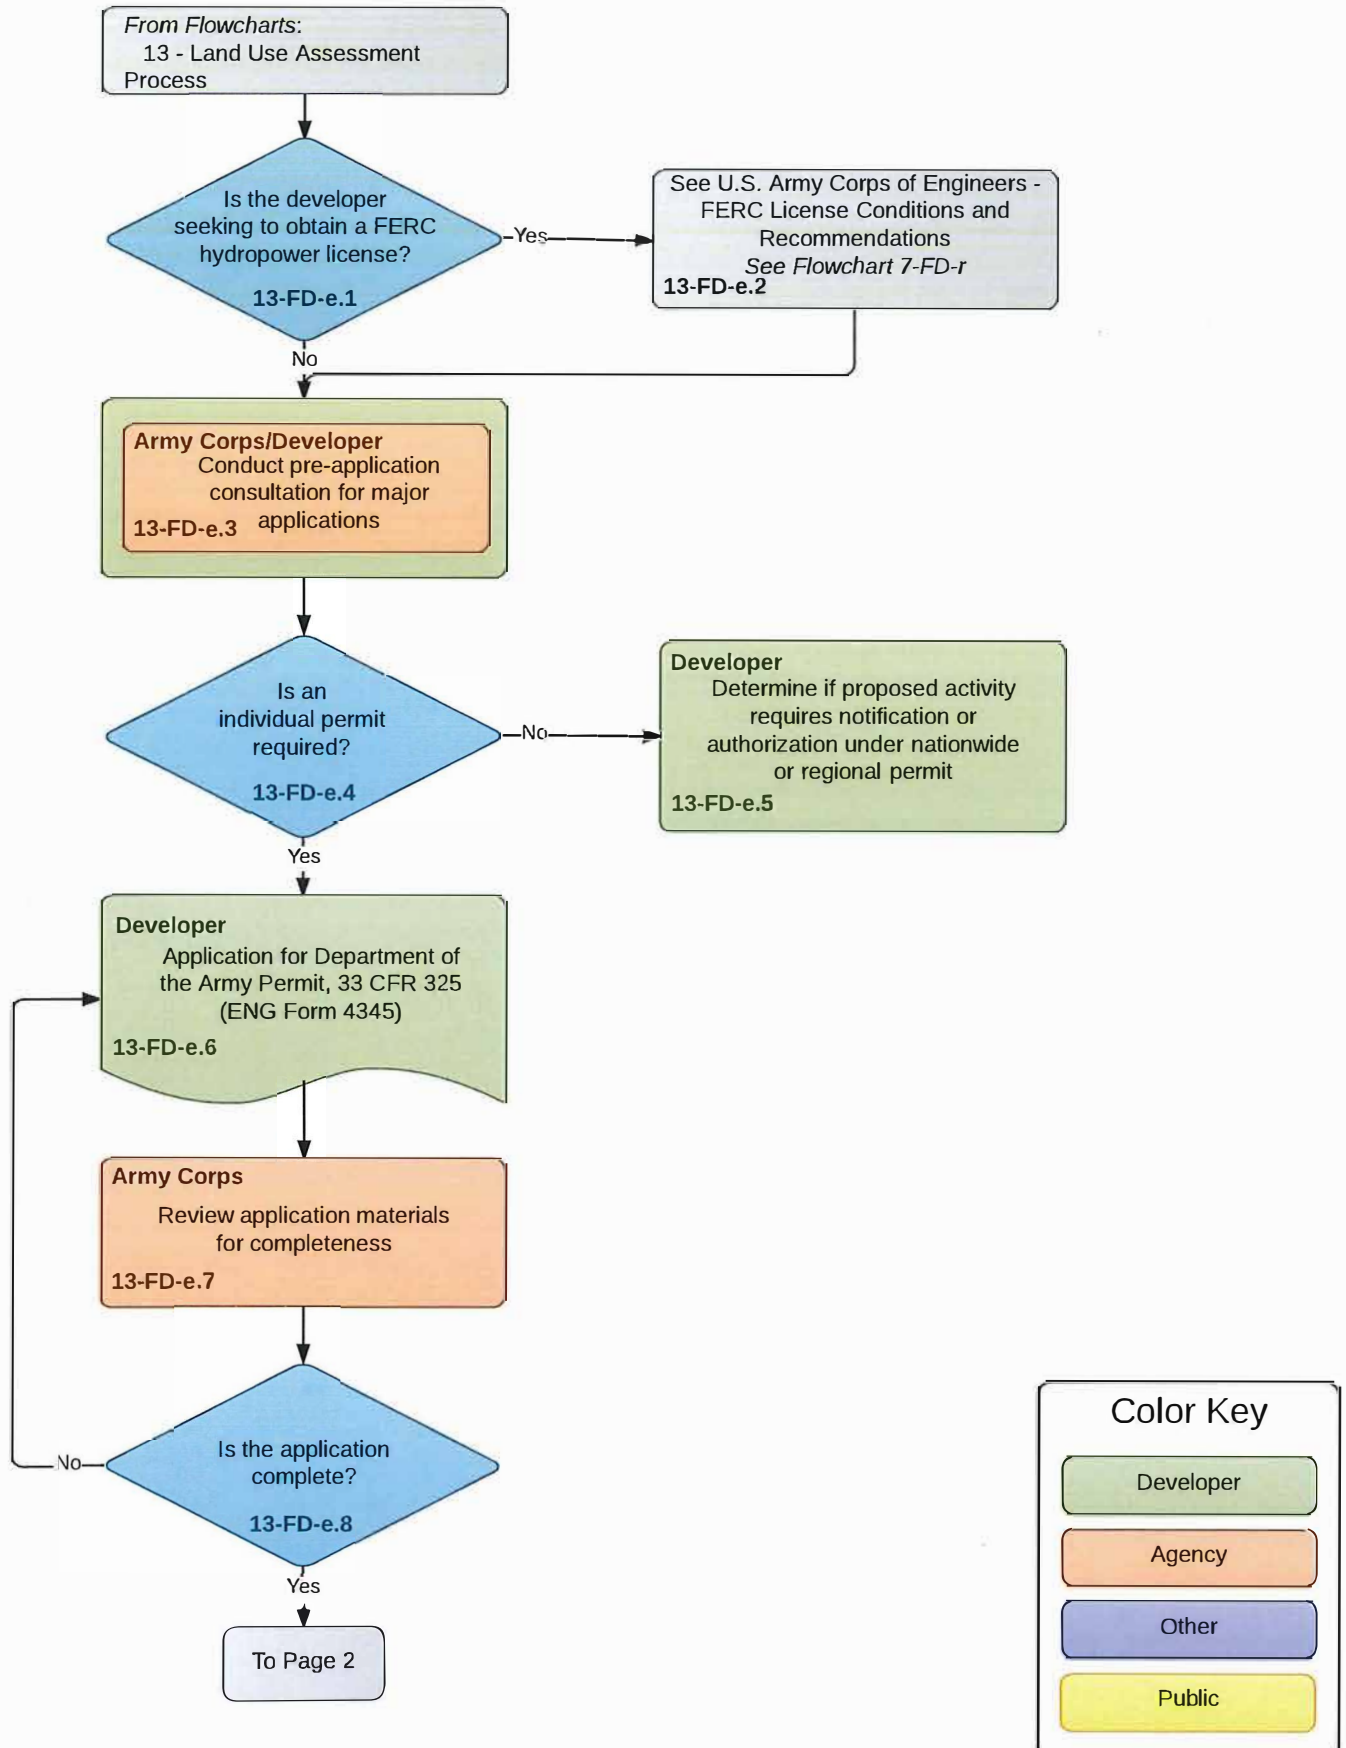 From Flowcharts:
13 - Land Use Assessment
Process
Is the developer
seeking to obtain a FERC
hydropower license?
13-FD-e.1
Yes
See U.S. Army Corps of Engineers -
FERC License Conditions and
Recommendations
See Flowchart 7-FD-r
13-FD-e.2
No
Army Corps/Developer
Conduct pre-application
consultation for major
applications
13-FD-e.3
Is an
individual permit
required?
13-FD-e.4
No
Developer
Determine if proposed activity
requires notification or
authorization under nationwide
or regional permit
13-FD-e.5
Yes
Developer
Application for Department of
the Army Permit, 33 CFR 325
(ENG Form 4345)
13-FD-e.6
Army Corps
Review application materials
for completeness
13-FD-e.7
Is the application
complete?
13-FD-e.8
No
Yes
To Page 2
Color Key
Developer
Agency
Other
Public